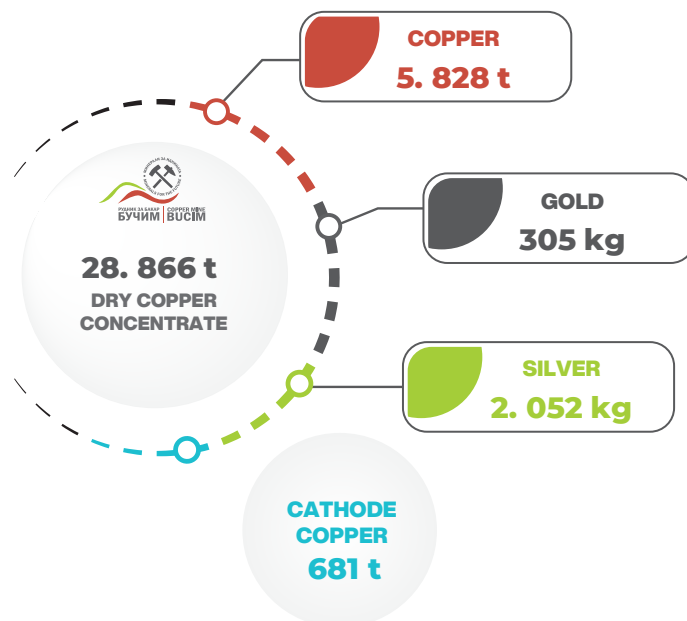 COPPER
5. 828 t
РУДНИК ЗА БАКАР
БУЧИМ
COPPER MINE
BUCIM
28. 866 t
DRY COPPER
CONCENTRATE
GOLD
305 kg
SILVER
2. 052 kg
CATHODE
COPPER
681 t